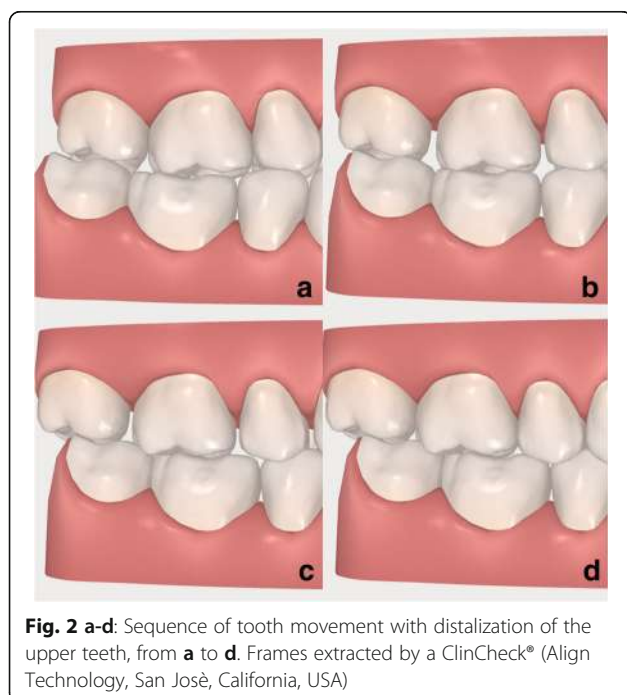 a
b
c
d
Fig. 2 a-d: Sequence of tooth movement with distalization of the
upper teeth, from a to d. Frames extracted by a ClinCheck® (Align
Technology, San Josè, California, USA)